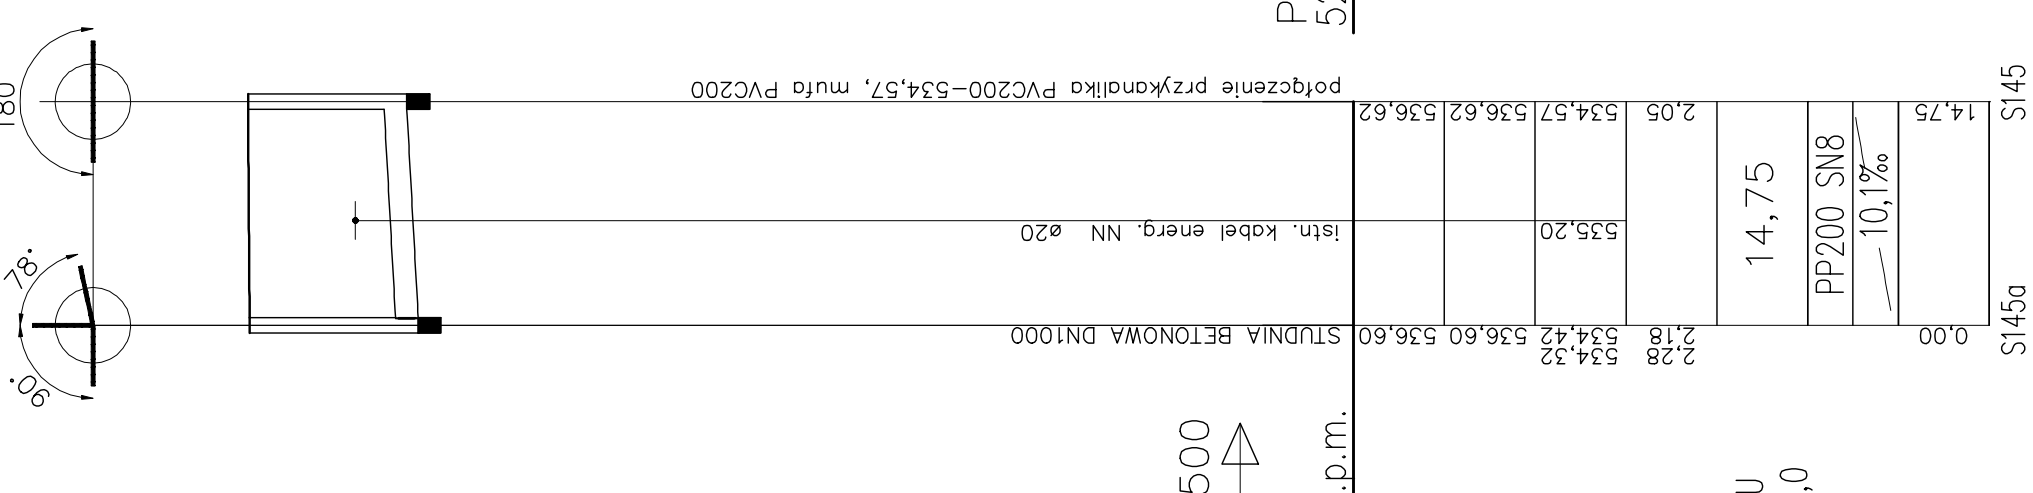 180
78°
90°
połączenie przykanalika PVC200-534,57, mufa PVC200
istn. kabel energ. NN ø20
STUDNIA BETONOWA DN1000
536,62
536,62
534,57
2,05
14,75
S145
535,20
14,75
PP200 SN8
10,1‰
536,60
536,60
534,42
534,32
2,18
2,28
0,00
S145a
P
52
500
.p.m.
U
,0